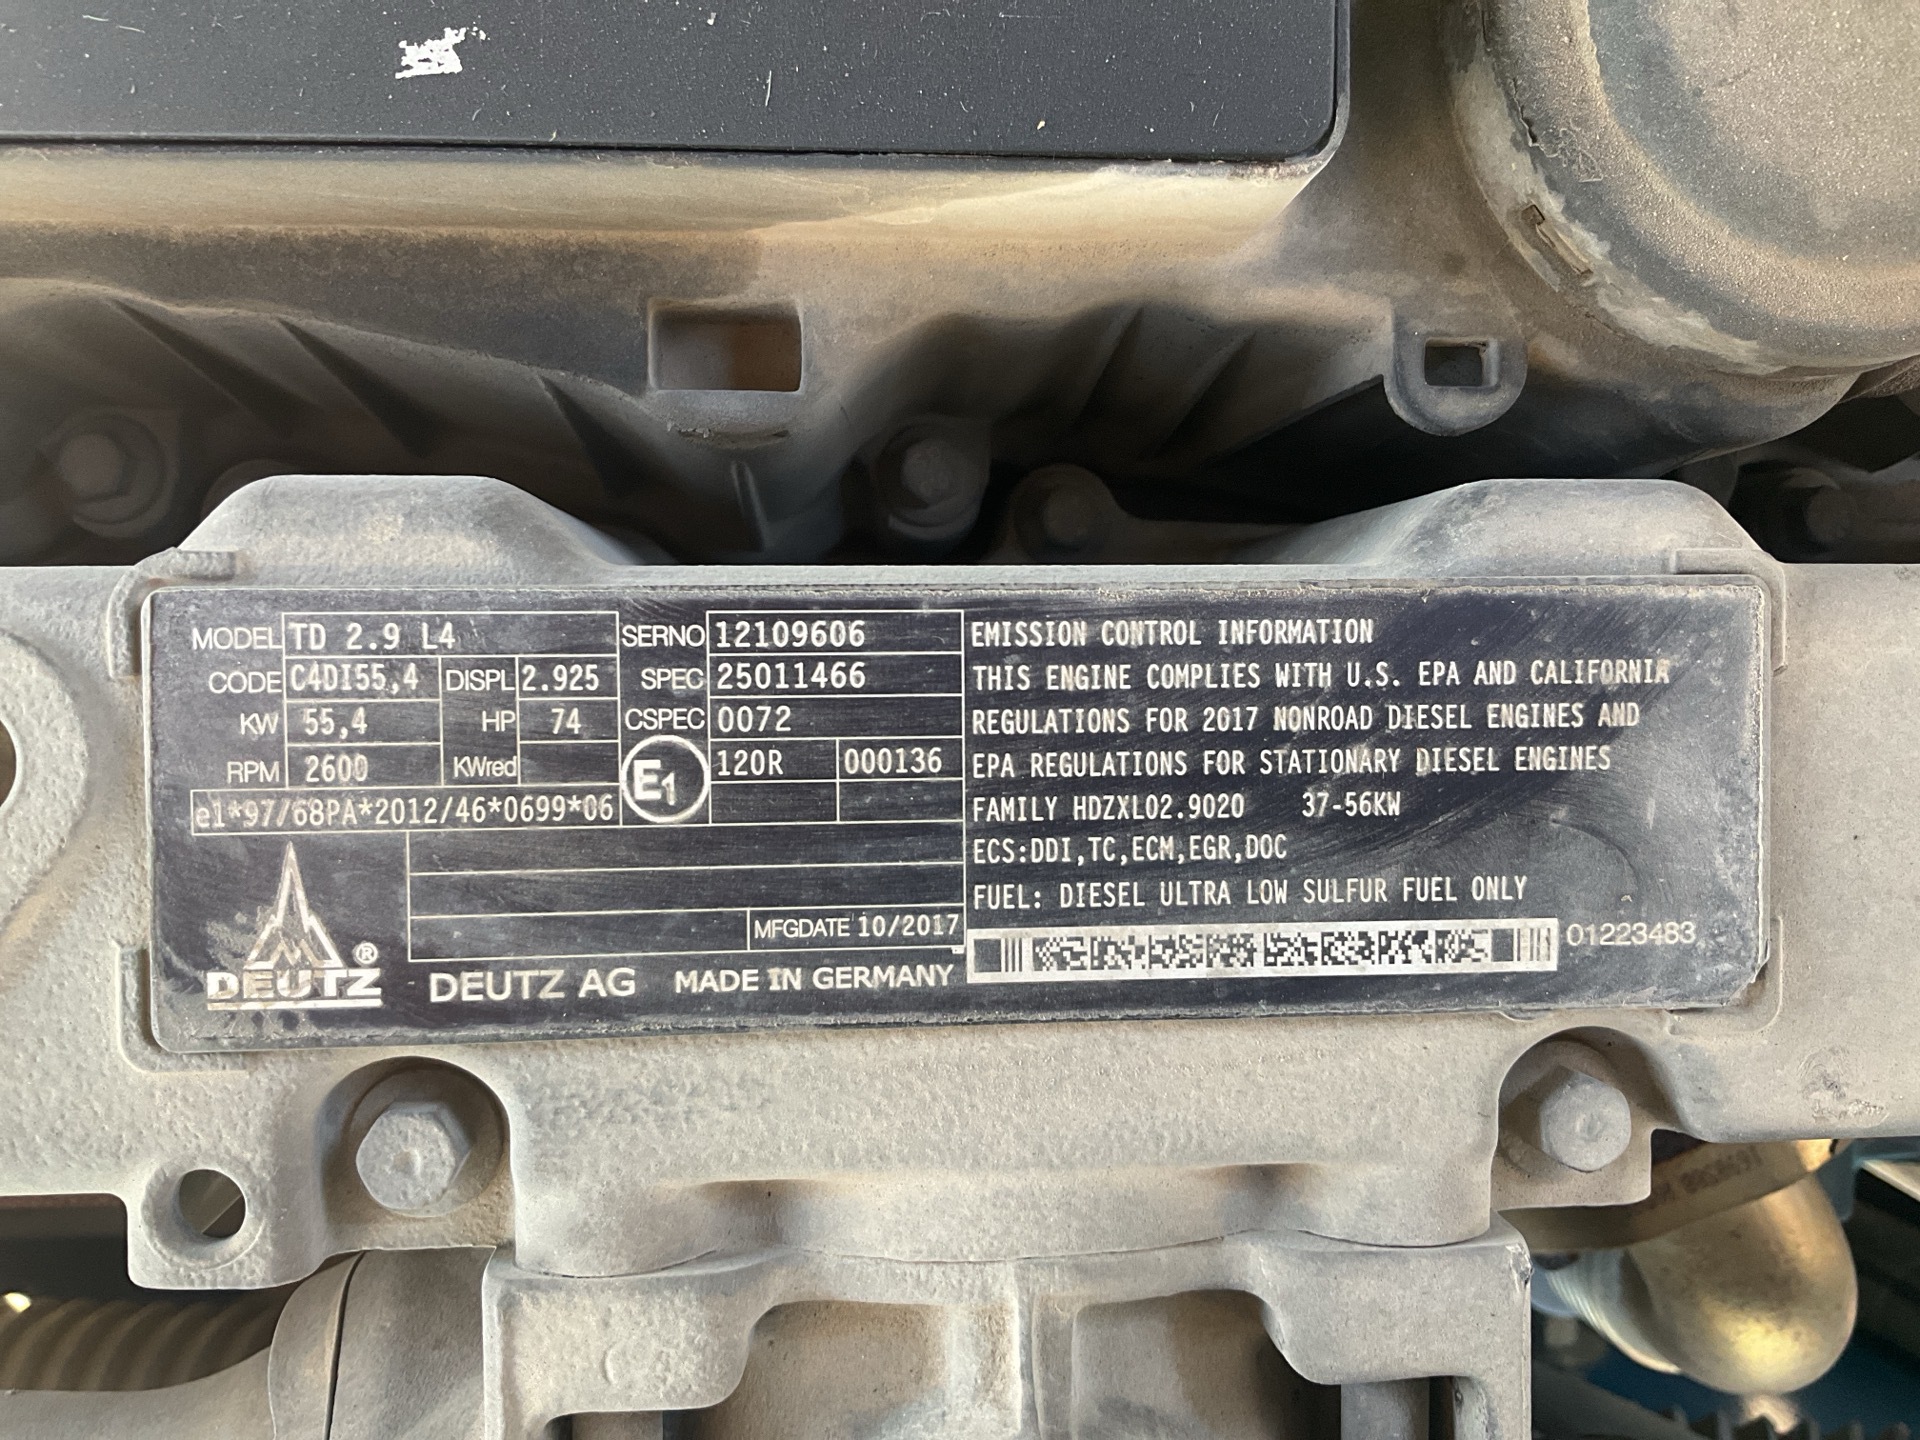 MODEL TD 2.9 L4 SERNO 12109606
CODE C4DI55,4 DISPL 2.925 SPEC 25011466
KW 55,4 HP 74 CSPEC 0072
RPM 2600 KWred E1 120R 000136
e1*97/68PA*2012/46*0699*06
MFGDATE 10/2017
DEUTZ® DEUTZ AG MADE IN GERMANY
EMISSION CONTROL INFORMATION
THIS ENGINE COMPLIES WITH U.S. EPA AND CALIFORNIA
REGULATIONS FOR 2017 NONROAD DIESEL ENGINES AND
EPA REGULATIONS FOR STATIONARY DIESEL ENGINES
FAMILY HDZXL02.9020 37-56KW
ECS:DDI,TC,ECM,EGR,DOC
FUEL: DIESEL ULTRA LOW SULFUR FUEL ONLY
01223483